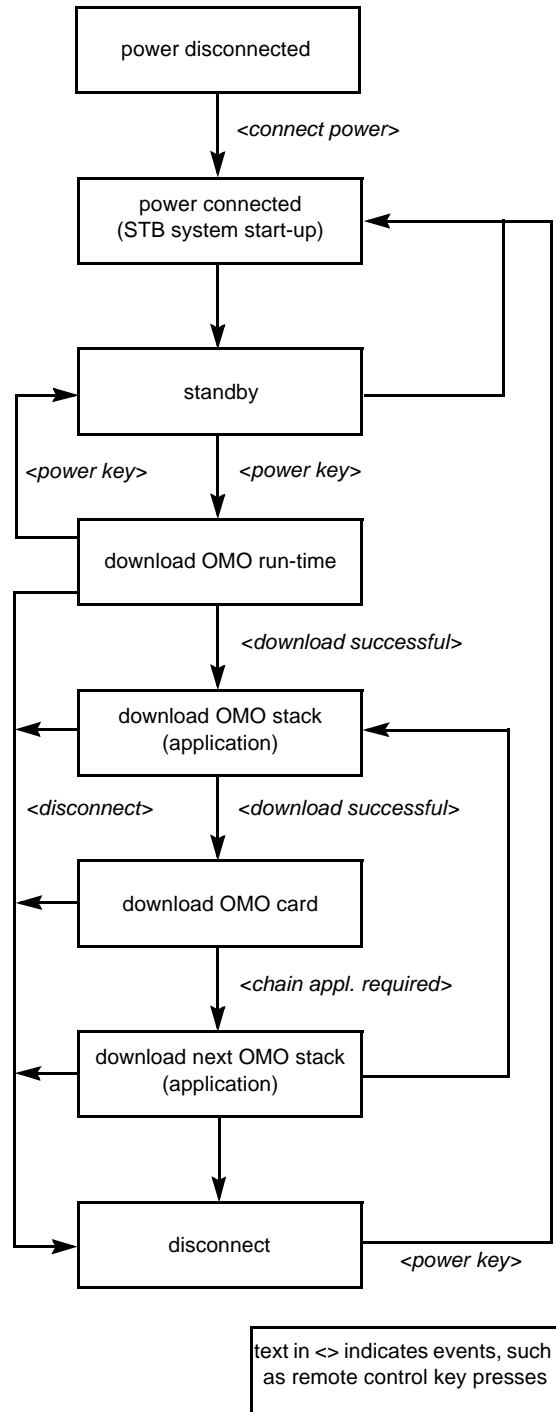 power disconnected
<connect power>
power connected
(STB system start-up)
standby
<power key>
<power key>
download OMO run-time
<download successful>
download OMO stack
(application)
<disconnect>
<download successful>
download OMO card
<chain appl. required>
download next OMO stack
(application)
disconnect
<power key>
text in <> indicates events, such
as remote control key presses